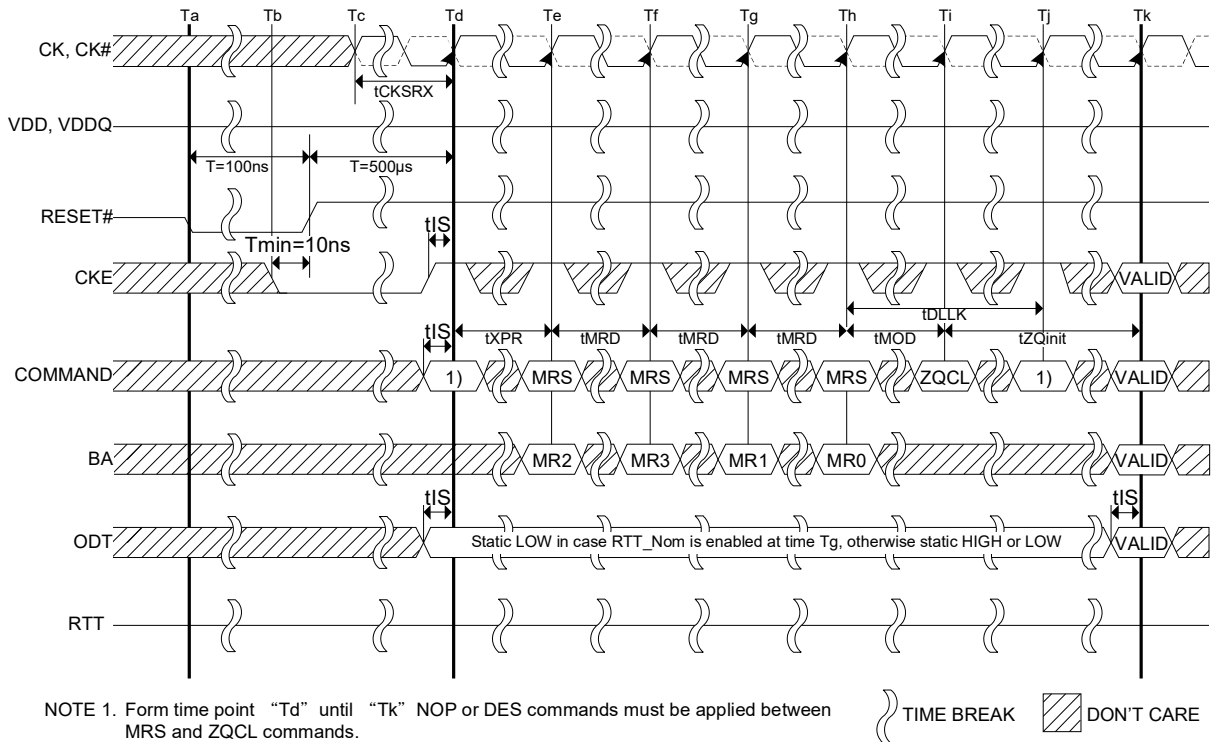 Ta Tb Tc Td Te Tf Tg Th Ti Tj Tk
CK, CK#
tCKSRX
VDD, VDDQ
T=100ns T=500µs
RESET#
tIS
Tmin=10ns
CKE
VALID
tDLLK
tIS
tXPR tMRD tMRD tMRD tMOD tZQinit
COMMAND 1) MRS MRS MRS MRS ZQCL 1) VALID
BA MR2 MR3 MR1 MR0 VALID
tIS tIS
ODT Static LOW in case RTT_Nom is enabled at time Tg, otherwise static HIGH or LOW VALID
RTT
NOTE 1. Form time point “Td” until “Tk” NOP or DES commands must be applied between
MRS and ZQCL commands.
TIME BREAK DON'T CARE